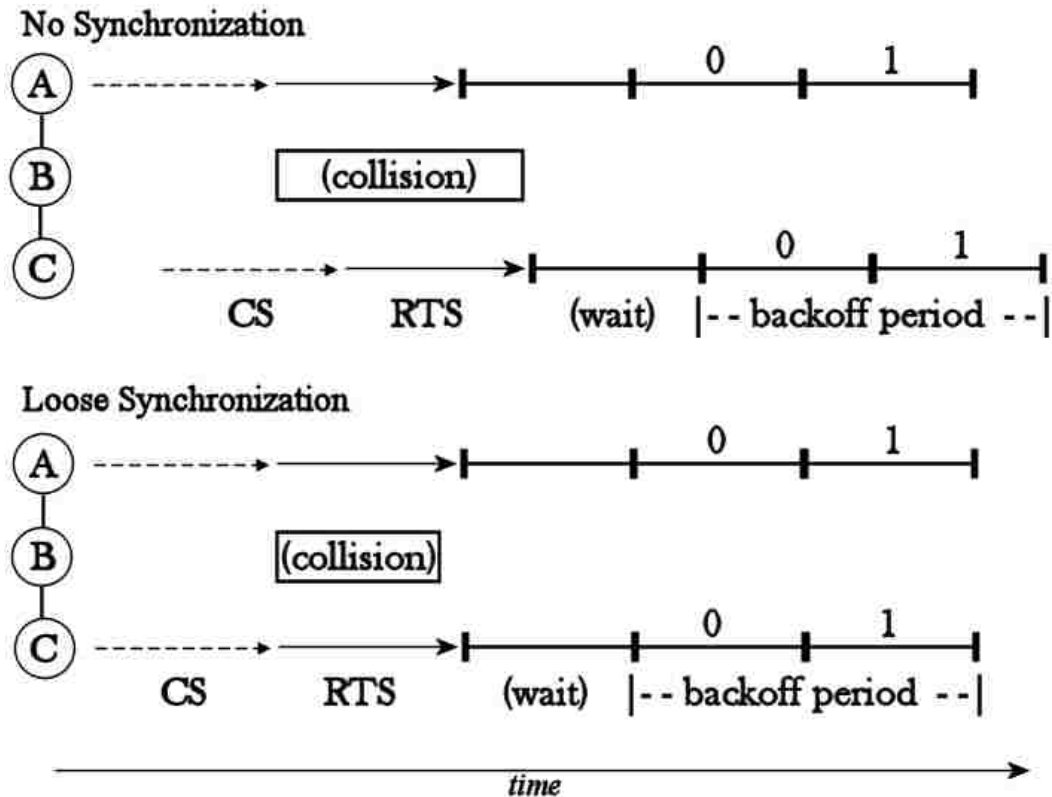 No Synchronization
A 0 1
B (collision)
C 0 1
CS RTS (wait) |-- backoff period --|
Loose Synchronization
A 0 1
B (collision)
C 0 1
CS RTS (wait) |-- backoff period --|
time